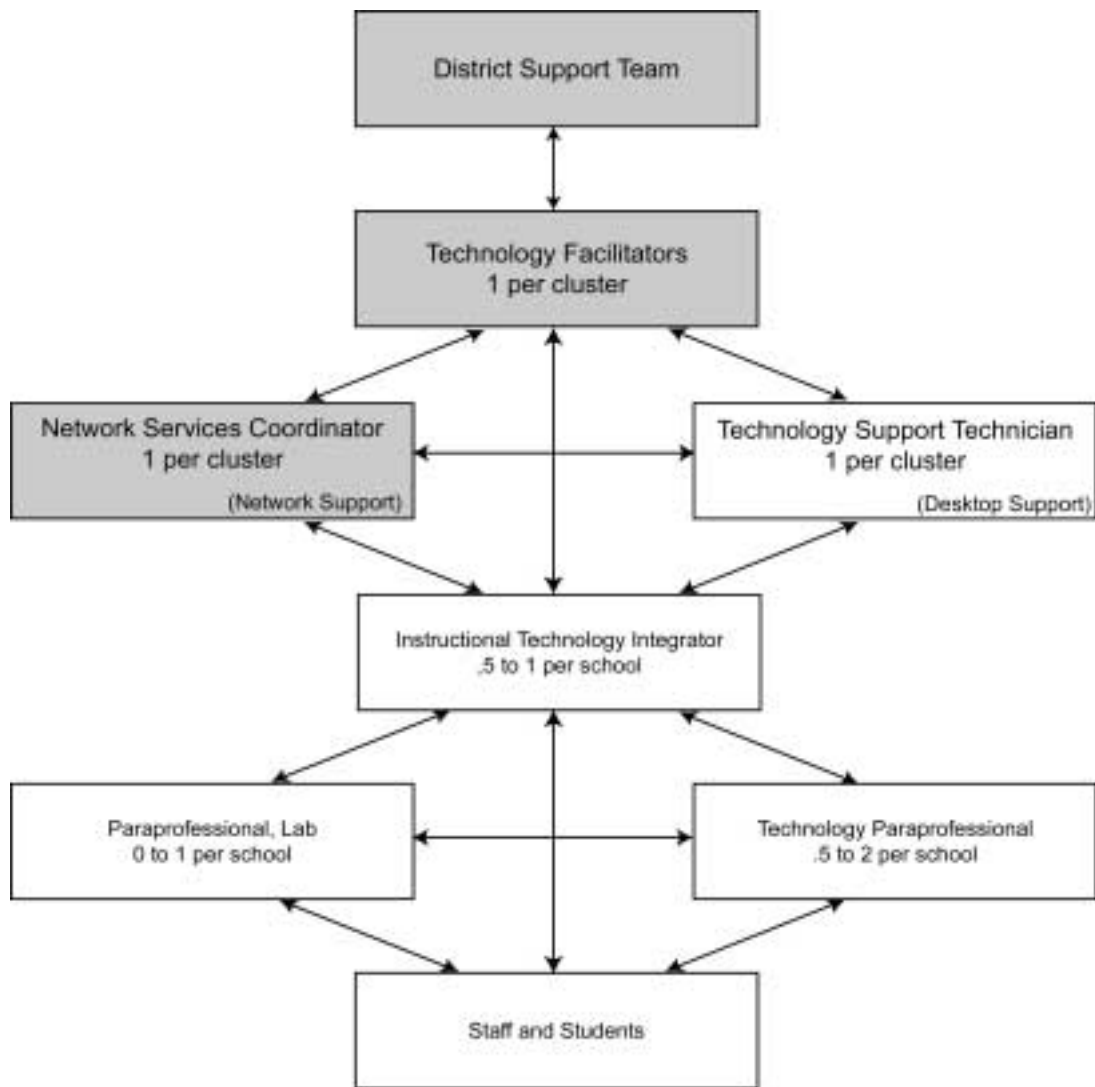 District Support Team
Technology Facilitators
1 per cluster
Network Services Coordinator
1 per cluster
(Network Support)
Technology Support Technician
1 per cluster
(Desktop Support)
Instructional Technology Integrator
.5 to 1 per school
Paraprofessional, Lab
0 to 1 per school
Technology Paraprofessional
.5 to 2 per school
Staff and Students